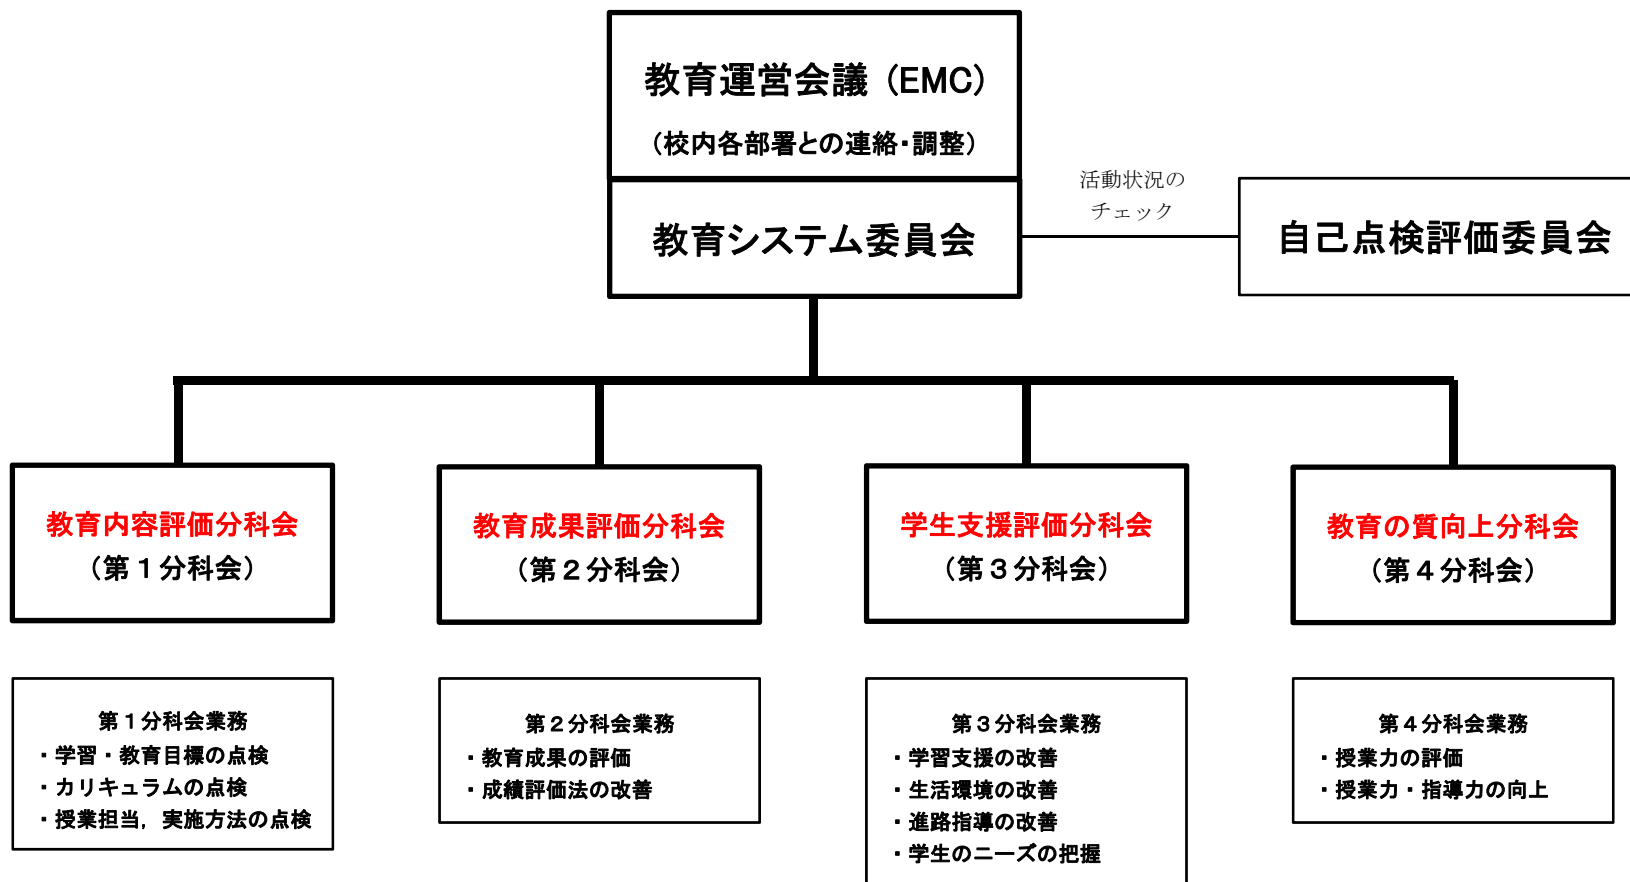 教育運営会議（EMC）
（校内各部署との連絡・調整）
活動状況の
チェック
教育システム委員会
自己点検評価委員会
教育内容評価分科会
（第１分科会）
教育成果評価分科会
（第２分科会）
学生支援評価分科会
（第３分科会）
教育の質向上分科会
（第４分科会）
第１分科会業務
・学習・教育目標の点検
・カリキュラムの点検
・授業担当，実施方法の点検
第２分科会業務
・教育成果の評価
・成績評価法の改善
第３分科会業務
・学習支援の改善
・生活環境の改善
・進路指導の改善
・学生のニーズの把握
第４分科会業務
・授業力の評価
・授業力・指導力の向上